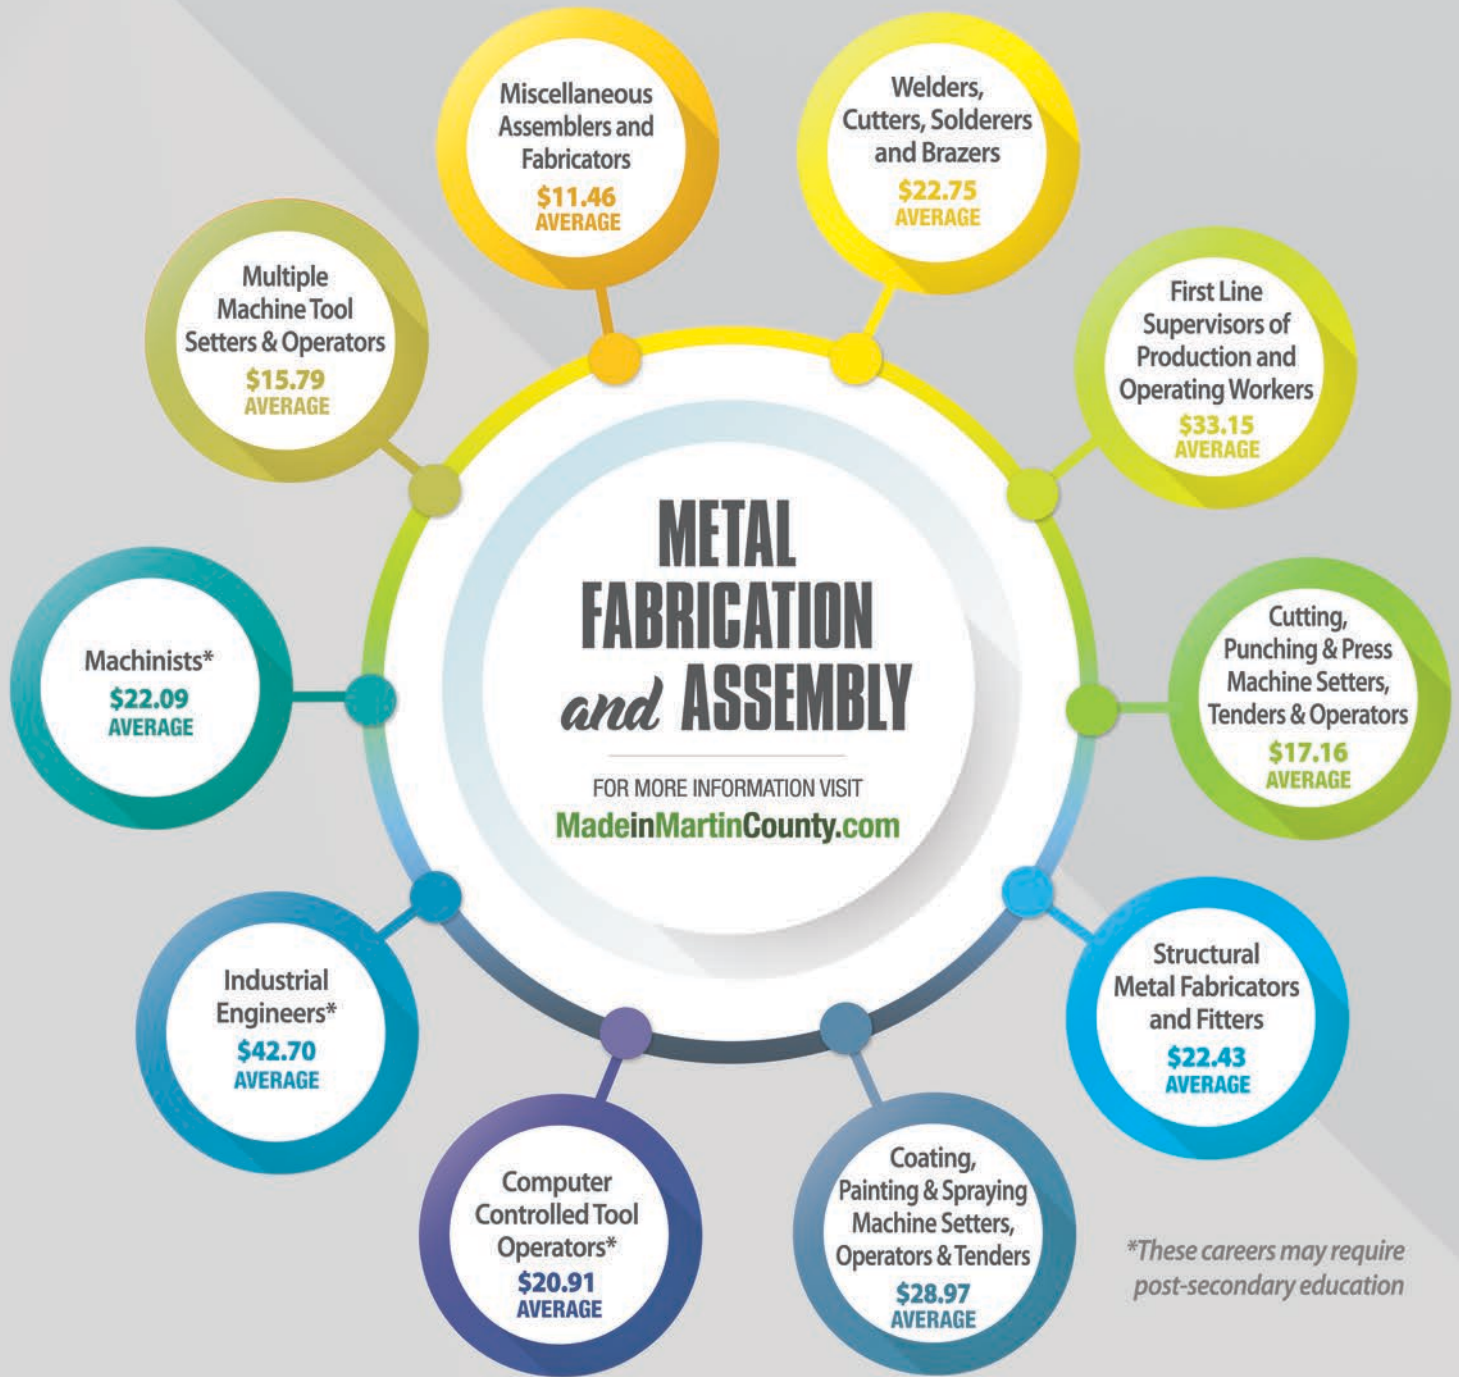 Miscellaneous
Assemblers and
Fabricators
$11.46
AVERAGE
Welders,
Cutters, Solderers
and Brazers
$22.75
AVERAGE
Multiple
Machine Tool
Setters & Operators
$15.79
AVERAGE
First Line
Supervisors of
Production and
Operating Workers
$33.15
AVERAGE
METAL
FABRICATION
and ASSEMBLY
FOR MORE INFORMATION VISIT
MadeinMartinCounty.com
Machinists*
$22.09
AVERAGE
Cutting,
Punching & Press
Machine Setters,
Tenders & Operators
$17.16
AVERAGE
Industrial
Engineers*
$42.70
AVERAGE
Structural
Metal Fabricators
and Fitters
$22.43
AVERAGE
Computer
Controlled Tool
Operators*
$20.91
AVERAGE
Coating,
Painting & Spraying
Machine Setters,
Operators & Tenders
$28.97
AVERAGE
*These careers may require
post-secondary education